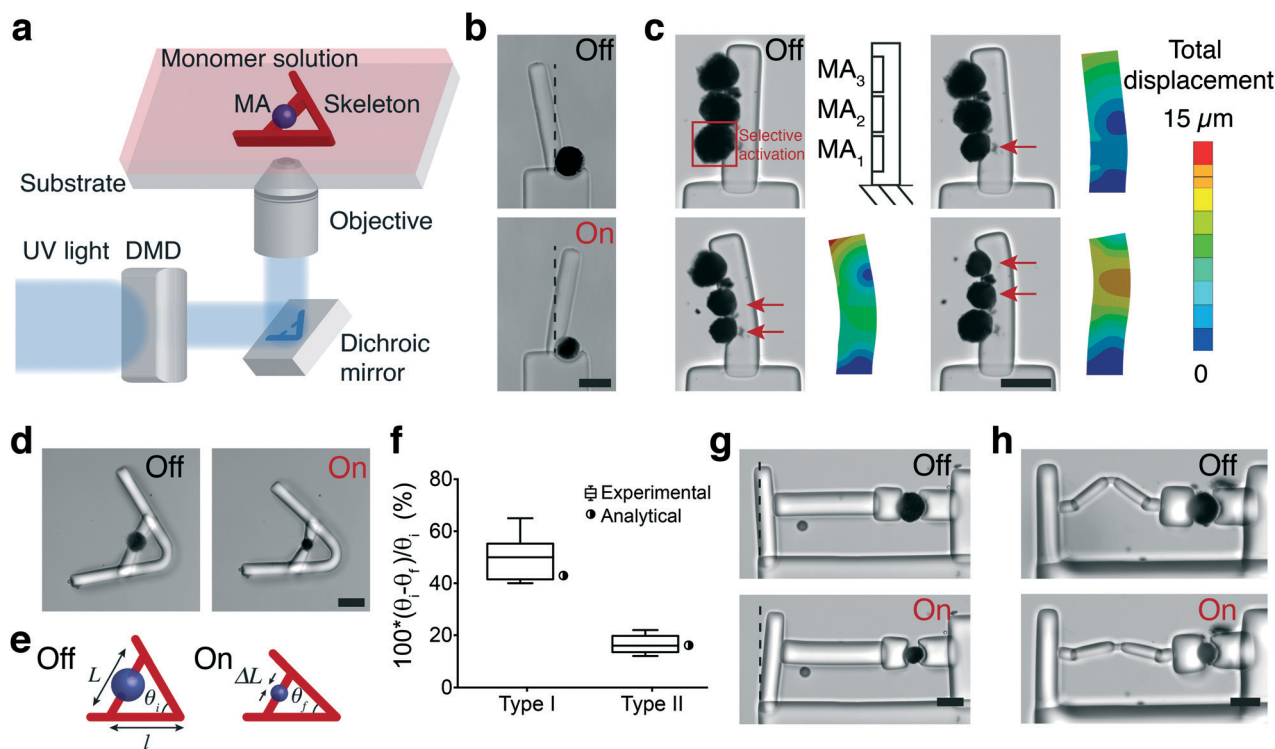 a
Monomer solution
MA
Skeleton
Substrate
Objective
UV light
DMD
Dichroic
mirror
b
Off
On
c
Off
Selective
activation
MA3
MA2
MA1
Total
displacement
15 µm
0
d
Off
On
e
Off
L
θi
l
On
ΔL
θf
f
100*(θi-θf)/θi (%)
80
60
40
20
0
Experimental
Analytical
Type I
Type II
g
Off
On
h
Off
On